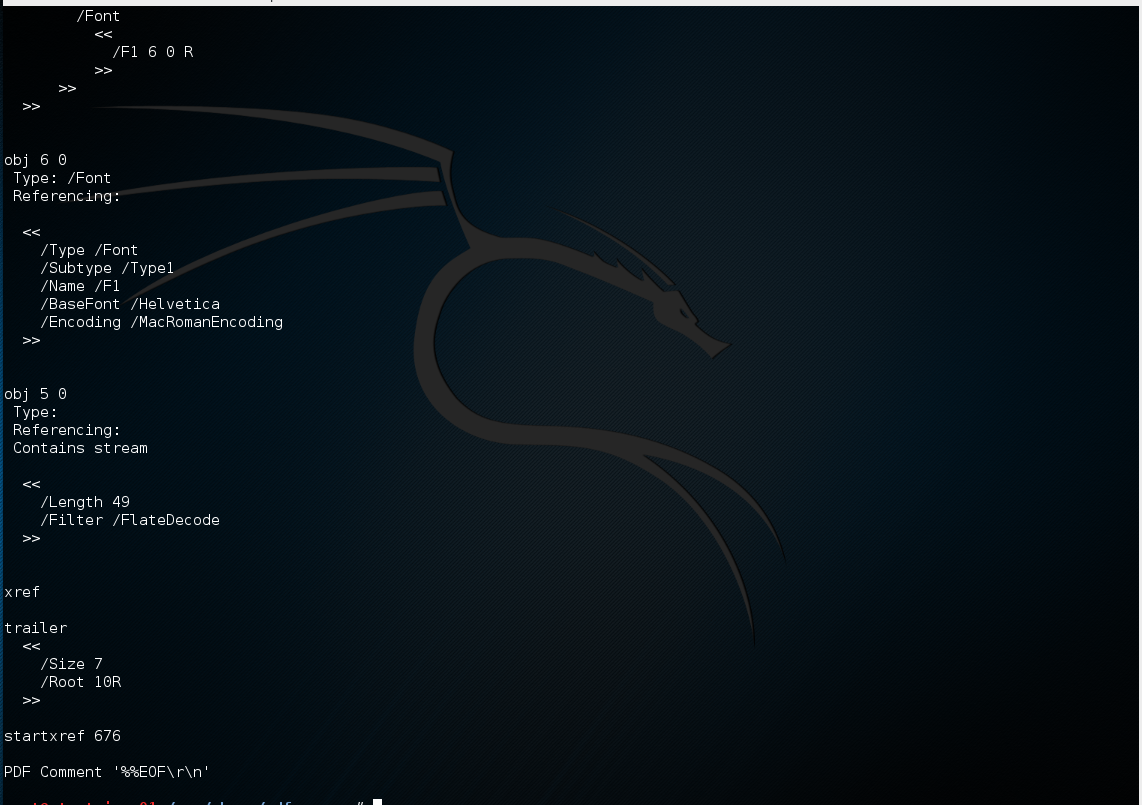 /Font
<<
/F1 6 0 R
>>
>>
>>
obj 6 0
Type: /Font
Referencing:
<<
/Type /Font
/Subtype /Type1
/Name /F1
/BaseFont /Helvetica
/Encoding /MacRomanEncoding
>>
obj 5 0
Type:
Referencing:
Contains stream
<<
/Length 49
/Filter /FlateDecode
>>
xref
trailer
<<
/Size 7
/Root 10R
>>
startxref 676
PDF Comment '%%EOF\r\n'